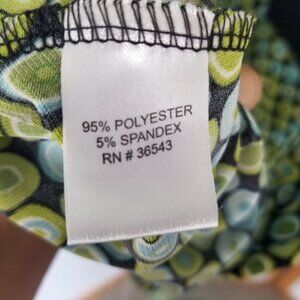 95% POLYESTER
5% SPANDEX
RN # 36543